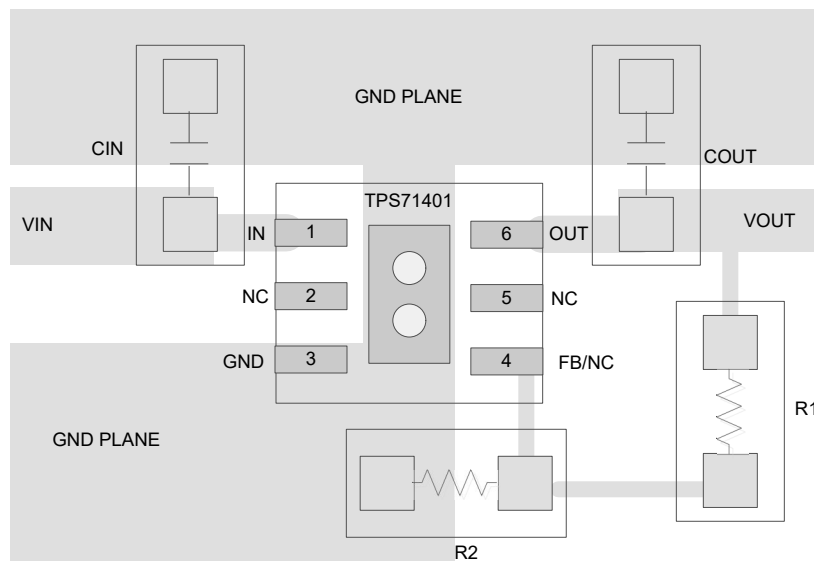 GND PLANE
CIN
COUT
TPS71401
VIN
VOUT
IN
1
6
OUT
NC
2
5
NC
GND
3
4
FB/NC
R1
GND PLANE
R2